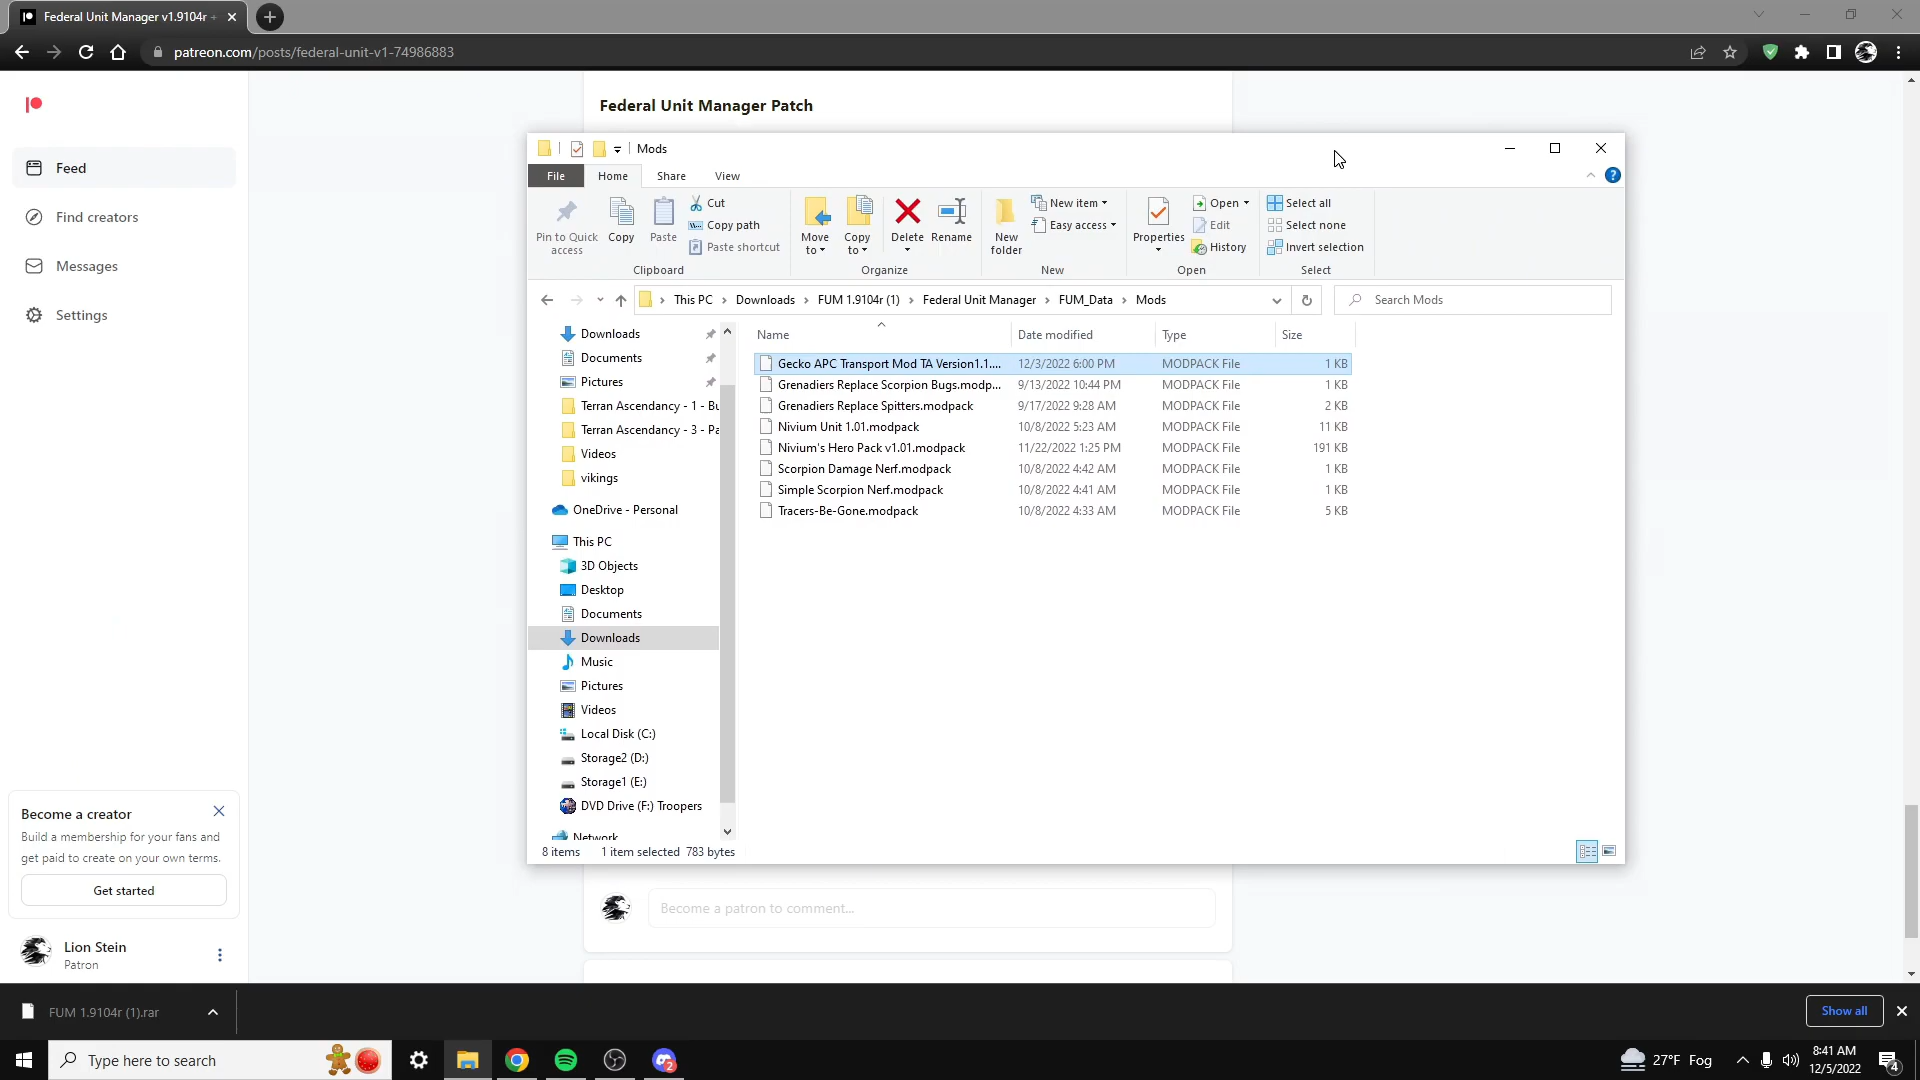 Federal Unit Manager v1.9104r +
patreon.com/posts/federal-unit-v1-74986883
Feed
Find creators
Messages
Settings
Become a creator
Build a membership for your fans and
get paid to create on your own terms.
Get started
Lion Stein
Patron
Federal Unit Manager Patch
Mods
File Home Share View
Pin to Quick
access
Copy
Paste
Cut
Copy path
Paste shortcut
Clipboard
Move
to
Copy
to
Delete
Rename
Organize
New
folder
New item
Easy access
New
Properties
Open
Edit
History
Open
Select all
Select none
Invert selection
Select
This PC > Downloads > FUM 1.9104r (1) > Federal Unit Manager > FUM_Data > Mods
Search Mods
Downloads
Documents
Pictures
Terran Ascendancy - 1 - Bu
Terran Ascendancy - 3 - Pa
Videos
vikings
OneDrive - Personal
This PC
3D Objects
Desktop
Documents
Downloads
Music
Pictures
Videos
Local Disk (C:)
Storage2 (D:)
Storage1 (E:)
DVD Drive (F:) Troopers
Network
Name Date modified Type Size
Gecko APC Transport Mod TA Version1.1.... 12/3/2022 6:00 PM MODPACK File 1 KB
Grenadiers Replace Scorpion Bugs.modp... 9/13/2022 10:44 PM MODPACK File 1 KB
Grenadiers Replace Spitters.modpack 9/17/2022 9:28 AM MODPACK File 2 KB
Nivium Unit 1.01.modpack 10/8/2022 5:23 AM MODPACK File 11 KB
Nivium's Hero Pack v1.01.modpack 11/22/2022 1:25 PM MODPACK File 191 KB
Scorpion Damage Nerf.modpack 10/8/2022 4:42 AM MODPACK File 1 KB
Simple Scorpion Nerf.modpack 10/8/2022 4:41 AM MODPACK File 1 KB
Tracers-Be-Gone.modpack 10/8/2022 4:33 AM MODPACK File 5 KB
8 items 1 item selected 783 bytes
Become a patron to comment...
FUM 1.9104r (1).rar
Show all
Type here to search
2
27°F Fog
8:41 AM
12/5/2022
4